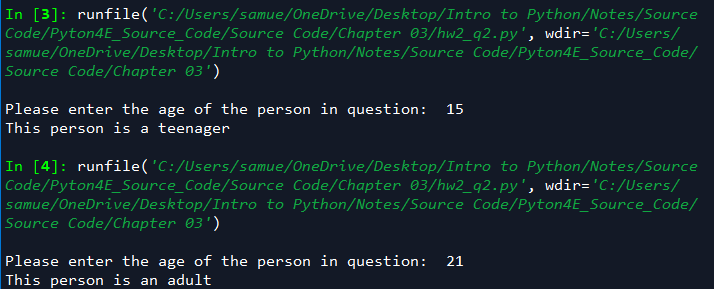 In [3]: runfile('C:/Users/samue/OneDrive/Desktop/Intro to Python/Notes/Source
Code/Pyton4E_Source_Code/Source Code/Chapter 03/hw2_q2.py', wdir='C:/Users/
samue/OneDrive/Desktop/Intro to Python/Notes/Source Code/Pyton4E_Source_Code/
Source Code/Chapter 03')
Please enter the age of the person in question:  15
This person is a teenager
In [4]: runfile('C:/Users/samue/OneDrive/Desktop/Intro to Python/Notes/Source
Code/Pyton4E_Source_Code/Source Code/Chapter 03/hw2_q2.py', wdir='C:/Users/
samue/OneDrive/Desktop/Intro to Python/Notes/Source Code/Pyton4E_Source_Code/
Source Code/Chapter 03')
Please enter the age of the person in question:  21
This person is an adult